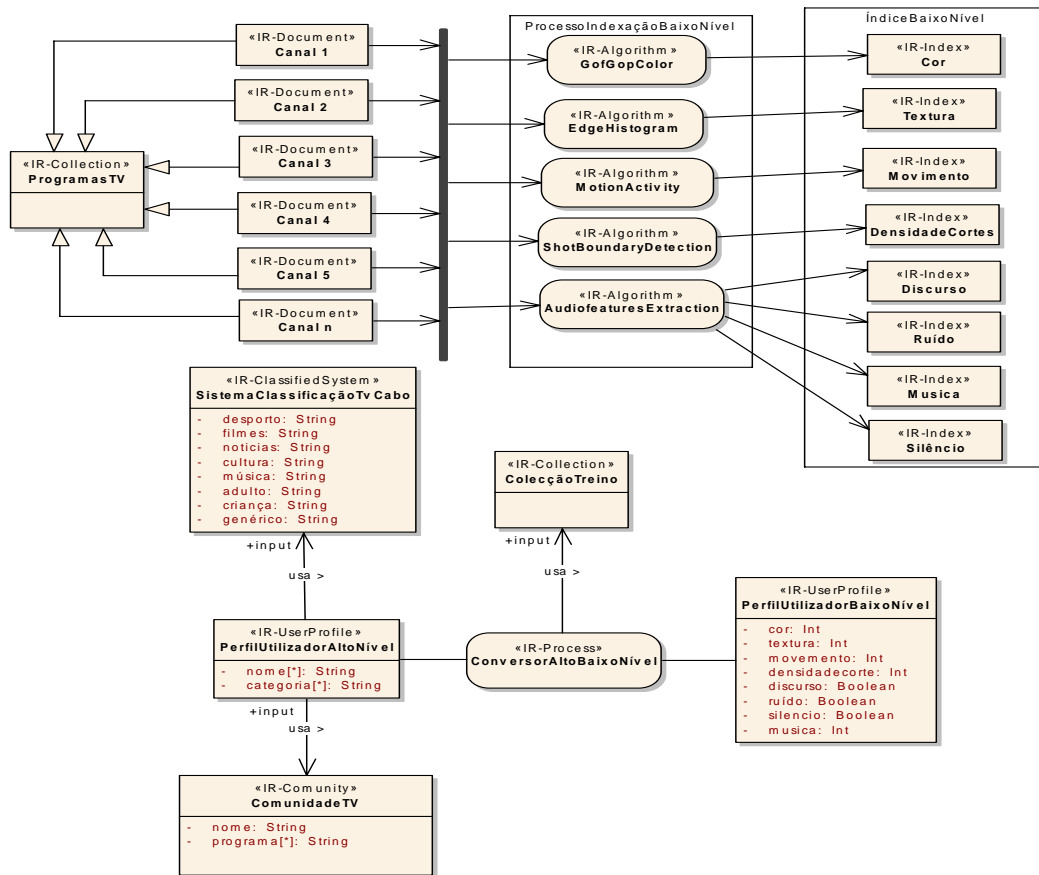 «IR-Document»
Canal 1
«IR-Document»
Canal 2
«IR-Document»
Canal 3
«IR-Collection»
ProgramasTV
«IR-Document»
Canal 4
«IR-Document»
Canal 5
«IR-Document»
Canal n
ProcessoIndexaçãoBaixoNível
«IR-Algorithm»
GofGopColor
«IR-Algorithm»
EdgeHistogram
«IR-Algorithm»
MotionActivity
«IR-Algorithm»
ShotBoundaryDetection
«IR-Algorithm»
AudiofeaturesExtraction
ÍndiceBaixoNível
«IR-Index»
Cor
«IR-Index»
Textura
«IR-Index»
Movimento
«IR-Index»
DensidadeCortes
«IR-Index»
Discurso
«IR-Index»
Ruído
«IR-Index»
Musica
«IR-Index»
Silêncio
«IR-ClassifiedSystem»
SistemaClassificaçãoTvCabo
- desporto: String
- filmes: String
- noticias: String
- cultura: String
- música: String
- adulto: String
- criança: String
- genérico: String
+input
usa >
«IR-Collection»
ColecçãoTreino
+input
usa >
«IR-UserProfile»
PerfilUtilizadorAltoNível
- nome[*]: String
- categoria[*]: String
+input
usa >
«IR-Process»
ConversorAltoBaixoNível
«IR-UserProfile»
PerfilUtilizadorBaixoNível
- cor: Int
- textura: Int
- movemento: Int
- densidadecorte: Int
- discurso: Boolean
- ruído: Boolean
- silencio: Boolean
- musica: Int
«IR-Comunity»
ComunidadeTV
- nome: String
- programa[*]: String